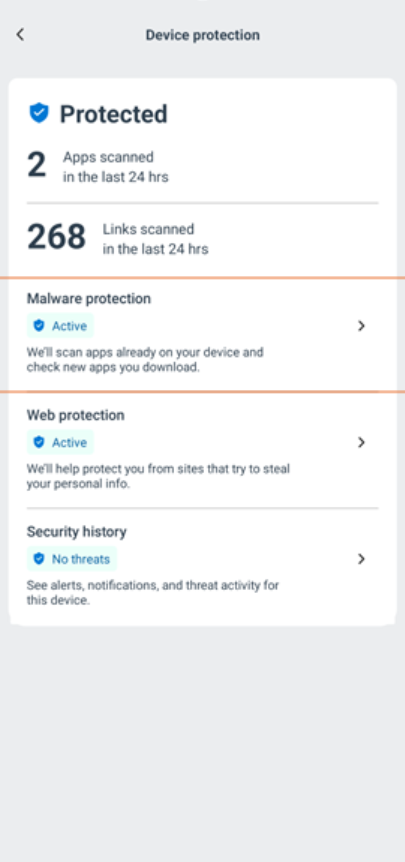 Device protection
Protected
2 Apps scanned
in the last 24 hrs
268 Links scanned
in the last 24 hrs
Malware protection
Active
We'll scan apps already on your device and
check new apps you download.
Web protection
Active
We'll help protect you from sites that try to steal
your personal info.
Security history
No threats
See alerts, notifications, and threat activity for
this device.